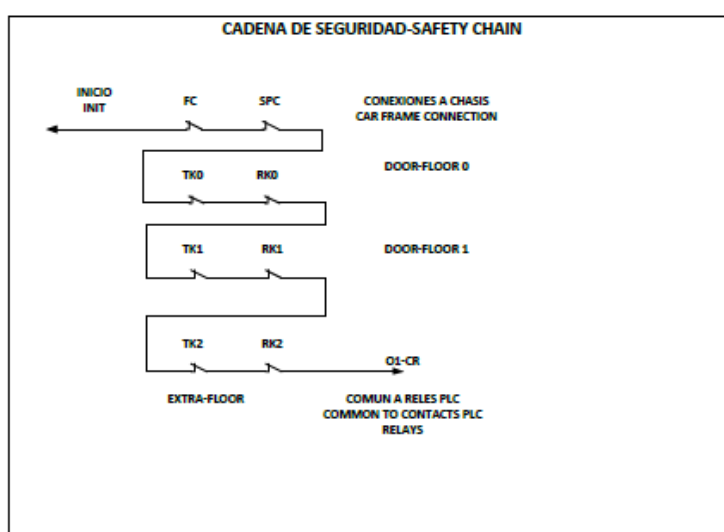 CADENA DE SEGURIDAD-SAFETY CHAIN
INICIO
INIT
FC
SPC
CONEXIONES A CHASIS
CAR FRAME CONNECTION
TK0
RK0
DOOR-FLOOR 0
TK1
RK1
DOOR-FLOOR 1
TK2
RK2
O1-CR
EXTRA-FLOOR
COMUN A RELES PLC
COMMON TO CONTACTS PLC
RELAYS